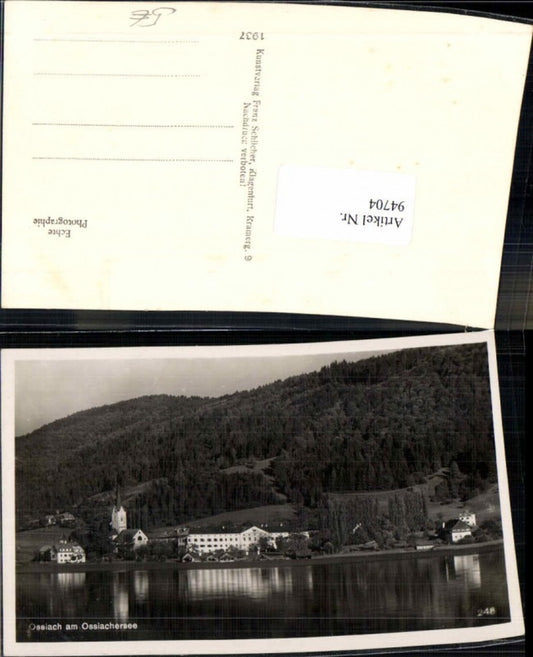 1937
Kunstverlag Franz Schilcher, Klagenfurt, Kramerg. 9
Nachdruck verboten!
Artikel Nr.
94704
Echte
Photographie
Ossiach am Ossiachersee
248